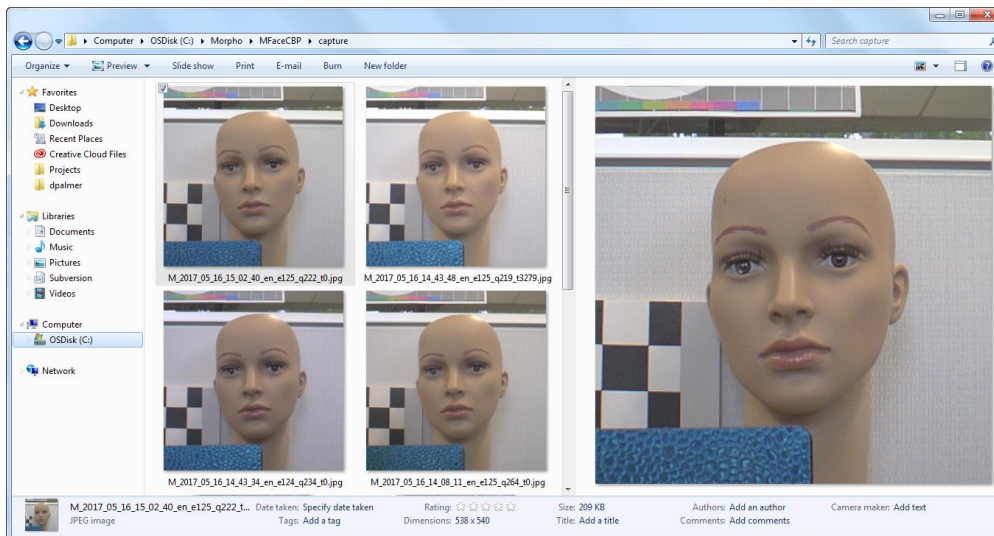 Computer ▸ OSDisk (C:) ▸ Morpho ▸ MFaceCBP ▸ capture
Search capture
Organize Preview Slide show Print E-mail Burn New folder
Favorites
Desktop
Downloads
Recent Places
Creative Cloud Files
Projects
dpalmer
Libraries
Documents
Music
Pictures
Subversion
Videos
Computer
OSDisk (C:)
Network
M_2017_05_16_15_02_40_en_e125_q222_t0.jpg
M_2017_05_16_14_43_48_en_e125_q219_t3279.jpg
M_2017_05_16_14_43_34_en_e124_q234_t0.jpg
M_2017_05_16_14_08_11_en_e125_q264_t0.jpg
M_2017_05_16_15_02_40_en_e125_q222_t... Date taken: Specify date taken Rating: Size: 209 KB Authors: Add an author Camera maker: Add text
JPEG image Tags: Add a tag Dimensions: 538 x 540 Title: Add a title Comments: Add comments